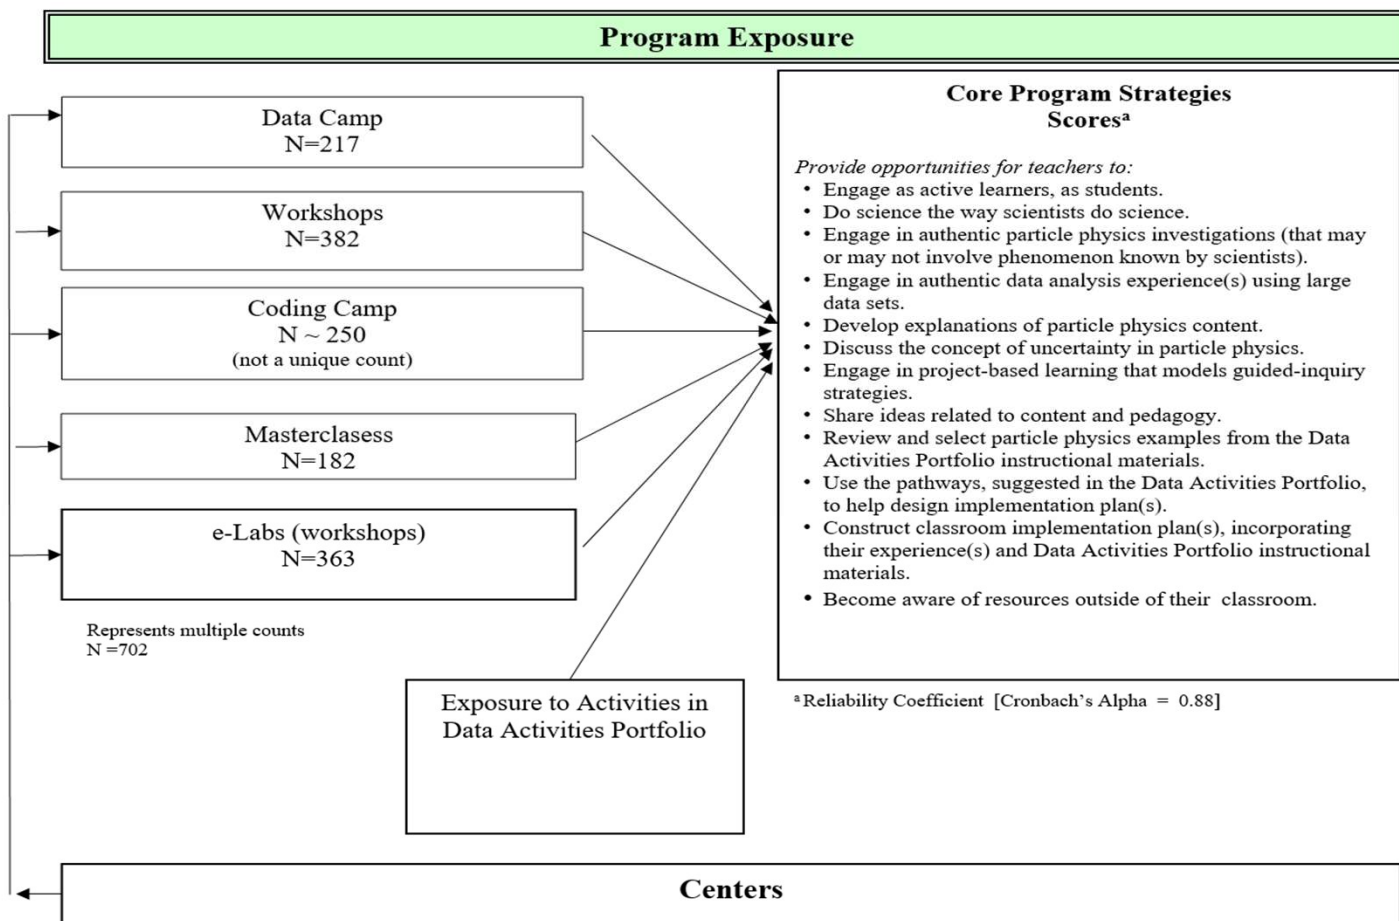 Program Exposure
Data Camp
N=217
Workshops
N=382
Coding Camp
N ~ 250
(not a unique count)
Masterclasess
N=182
e-Labs (workshops)
N=363
Represents multiple counts
N =702
Exposure to Activities in
Data Activities Portfolio
Core Program Strategies
Scoresᵃ
Provide opportunities for teachers to:
• Engage as active learners, as students.
• Do science the way scientists do science.
• Engage in authentic particle physics investigations (that may
or may not involve phenomenon known by scientists).
• Engage in authentic data analysis experience(s) using large
data sets.
• Develop explanations of particle physics content.
• Discuss the concept of uncertainty in particle physics.
• Engage in project-based learning that models guided-inquiry
strategies.
• Share ideas related to content and pedagogy.
• Review and select particle physics examples from the Data
Activities Portfolio instructional materials.
• Use the pathways, suggested in the Data Activities Portfolio,
to help design implementation plan(s).
• Construct classroom implementation plan(s), incorporating
their experience(s) and Data Activities Portfolio instructional
materials.
• Become aware of resources outside of their classroom.
ᵃ Reliability Coefficient [Cronbach’s Alpha = 0.88]
Centers